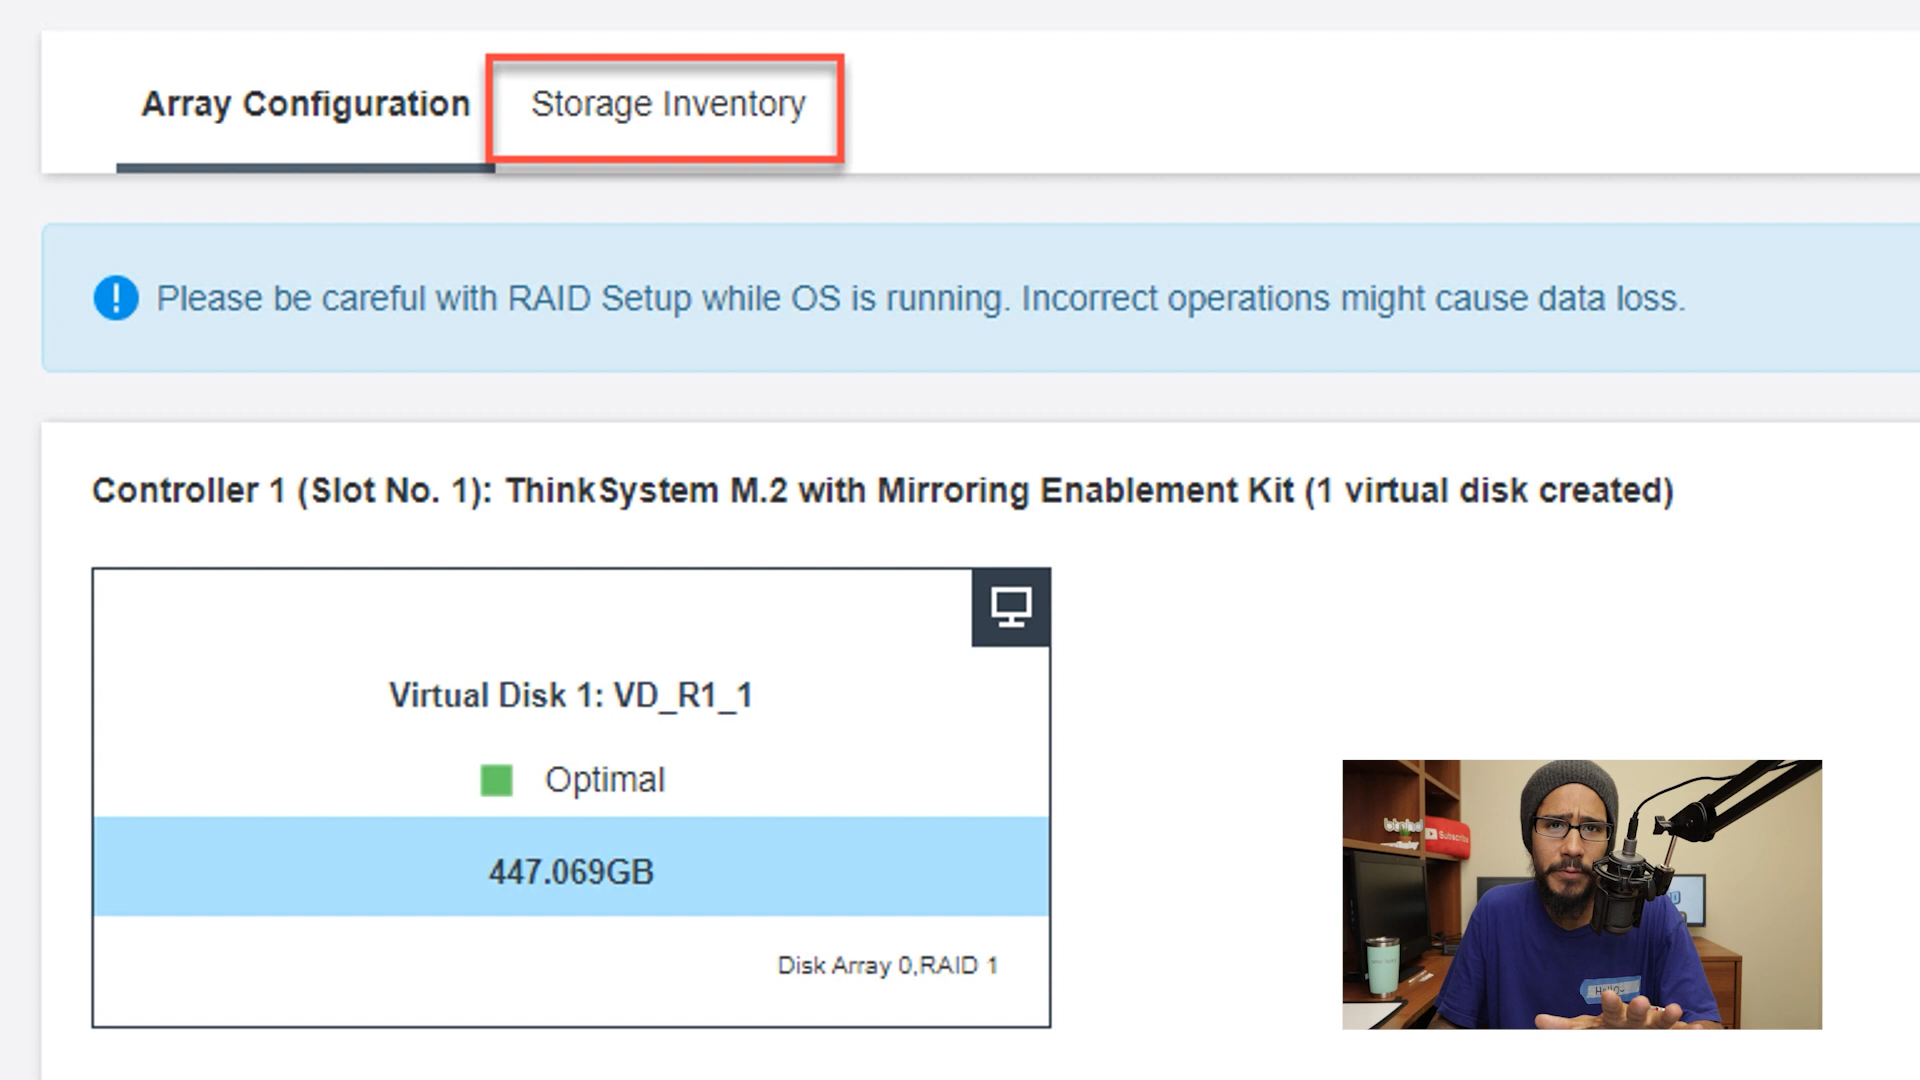 Array Configuration
Storage Inventory
Please be careful with RAID Setup while OS is running. Incorrect operations might cause data loss.
Controller 1 (Slot No. 1): ThinkSystem M.2 with Mirroring Enablement Kit (1 virtual disk created)
Virtual Disk 1: VD_R1_1
Optimal
447.069GB
Disk Array 0,RAID 1
Subscribe
Hello